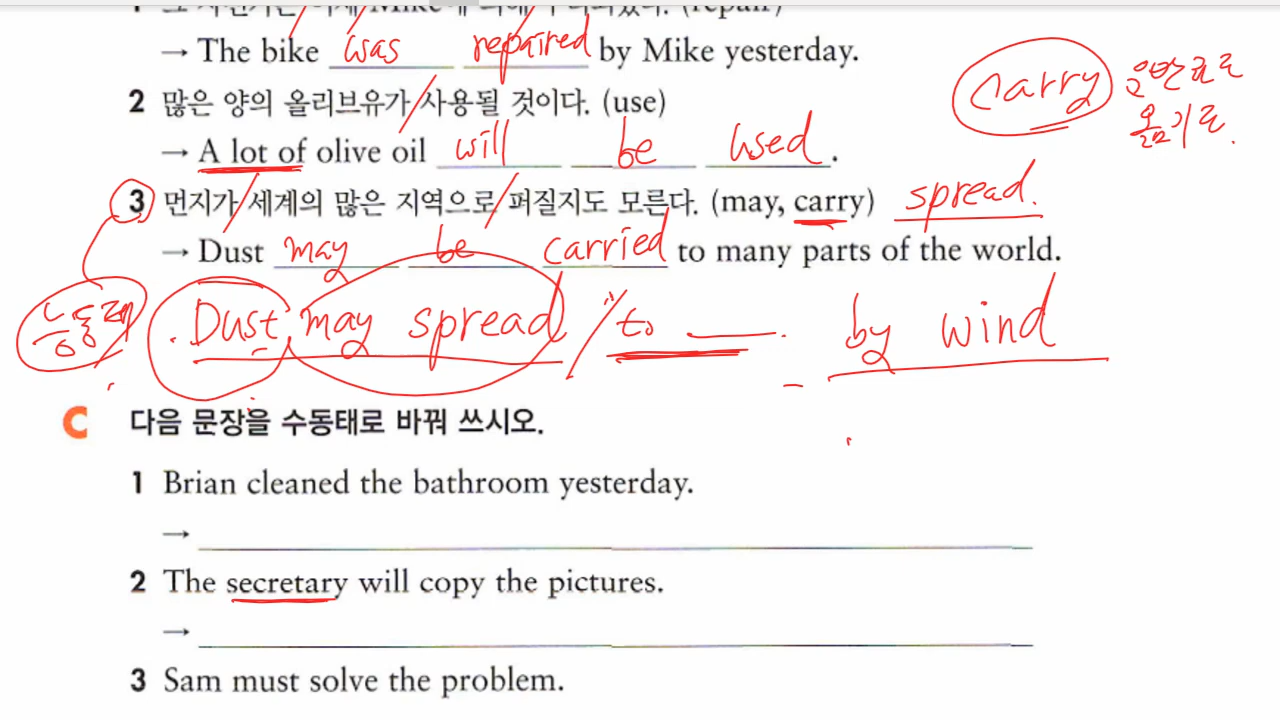 → The bike was repaired by Mike yesterday.
2 많은 양의 올리브유가 사용될 것이다. (use)
→ A lot of olive oil will be used.
carry
옮기로.
3 먼지가 세계의 많은 지역으로 퍼질지도 모른다. (may, carry) spread.
→ Dust may be carried to many parts of the world.
능동태 Dust may spread / to by wind
C 다음 문장을 수동태로 바꿔 쓰시오.
1 Brian cleaned the bathroom yesterday.
→
2 The secretary will copy the pictures.
→
3 Sam must solve the problem.